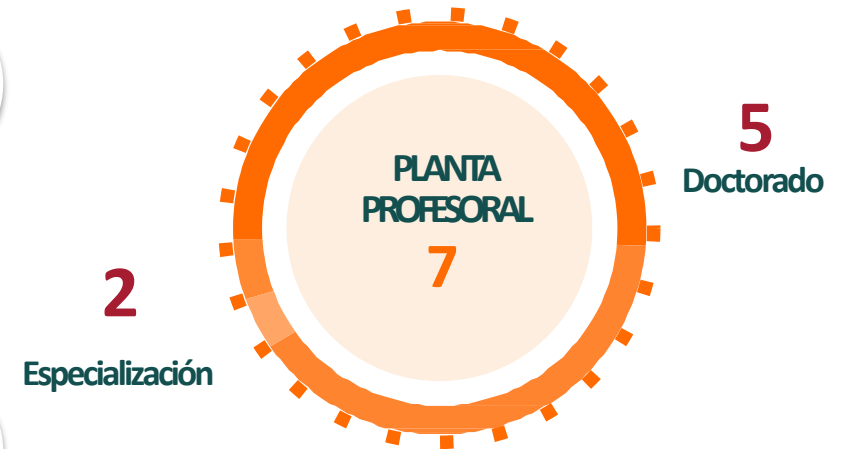 PLANTA
PROFESORAL
7
5
Doctorado
2
Especialización